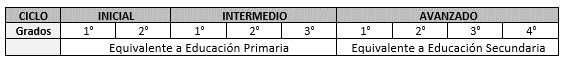 CICLO INICIAL INTERMEDIO AVANZADO
Grados 1° 2° 1° 2° 3° 1° 2° 3° 4°
Equivalente a Educación Primaria Equivalente a Educación Secundaria